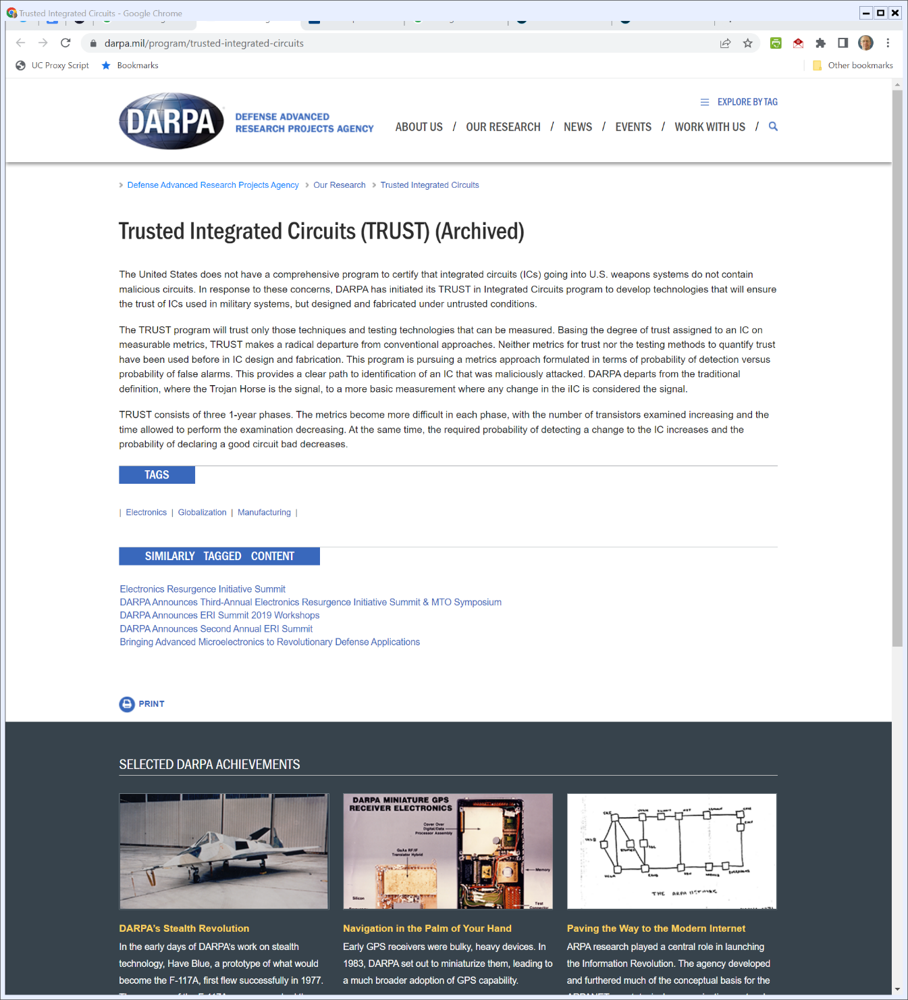 Trusted Integrated Circuits - Google Chrome
darpa.mil/program/trusted-integrated-circuits
UC Proxy Script
Bookmarks
Other bookmarks
EXPLORE BY TAG
DARPA
DEFENSE ADVANCED
RESEARCH PROJECTS AGENCY
ABOUT US / OUR RESEARCH / NEWS / EVENTS / WORK WITH US /
Defense Advanced Research Projects Agency > Our Research > Trusted Integrated Circuits
Trusted Integrated Circuits (TRUST) (Archived)
The United States does not have a comprehensive program to certify that integrated circuits (ICs) going into U.S. weapons systems do not contain
malicious circuits. In response to these concerns, DARPA has initiated its TRUST in Integrated Circuits program to develop technologies that will ensure
the trust of ICs used in military systems, but designed and fabricated under untrusted conditions.
The TRUST program will trust only those techniques and testing technologies that can be measured. Basing the degree of trust assigned to an IC on
measurable metrics, TRUST makes a radical departure from conventional approaches. Neither metrics for trust nor the testing methods to quantify trust
have been used before in IC design and fabrication. This program is pursuing a metrics approach formulated in terms of probability of detection versus
probability of false alarms. This provides a clear path to identification of an IC that was maliciously attacked. DARPA departs from the traditional
definition, where the Trojan Horse is the signal, to a more basic measurement where any change in the iIC is considered the signal.
TRUST consists of three 1-year phases. The metrics become more difficult in each phase, with the number of transistors examined increasing and the
time allowed to perform the examination decreasing. At the same time, the required probability of detecting a change to the IC increases and the
probability of declaring a good circuit bad decreases.
TAGS
| Electronics | Globalization | Manufacturing |
SIMILARLY TAGGED CONTENT
Electronics Resurgence Initiative Summit
DARPA Announces Third-Annual Electronics Resurgence Initiative Summit & MTO Symposium
DARPA Announces ERI Summit 2019 Workshops
DARPA Announces Second Annual ERI Summit
Bringing Advanced Microelectronics to Revolutionary Defense Applications
PRINT
SELECTED DARPA ACHIEVEMENTS
DARPA MINIATURE GPS
RECEIVER ELECTRONICS
Cover Over
Digital/Data
Processor Assembly
GaAs RF/IF
Translator Hybrid
Memory
Silicon
Test
Connector
THE ARPA
DARPA's Stealth Revolution
In the early days of DARPA's work on stealth
technology, Have Blue, a prototype of what would
become the F-117A, first flew successfully in 1977.
Navigation in the Palm of Your Hand
Early GPS receivers were bulky, heavy devices. In
1983, DARPA set out to miniaturize them, leading to
a much broader adoption of GPS capability.
Paving the Way to the Modern Internet
ARPA research played a central role in launching
the Information Revolution. The agency developed
and furthered much of the conceptual basis for the